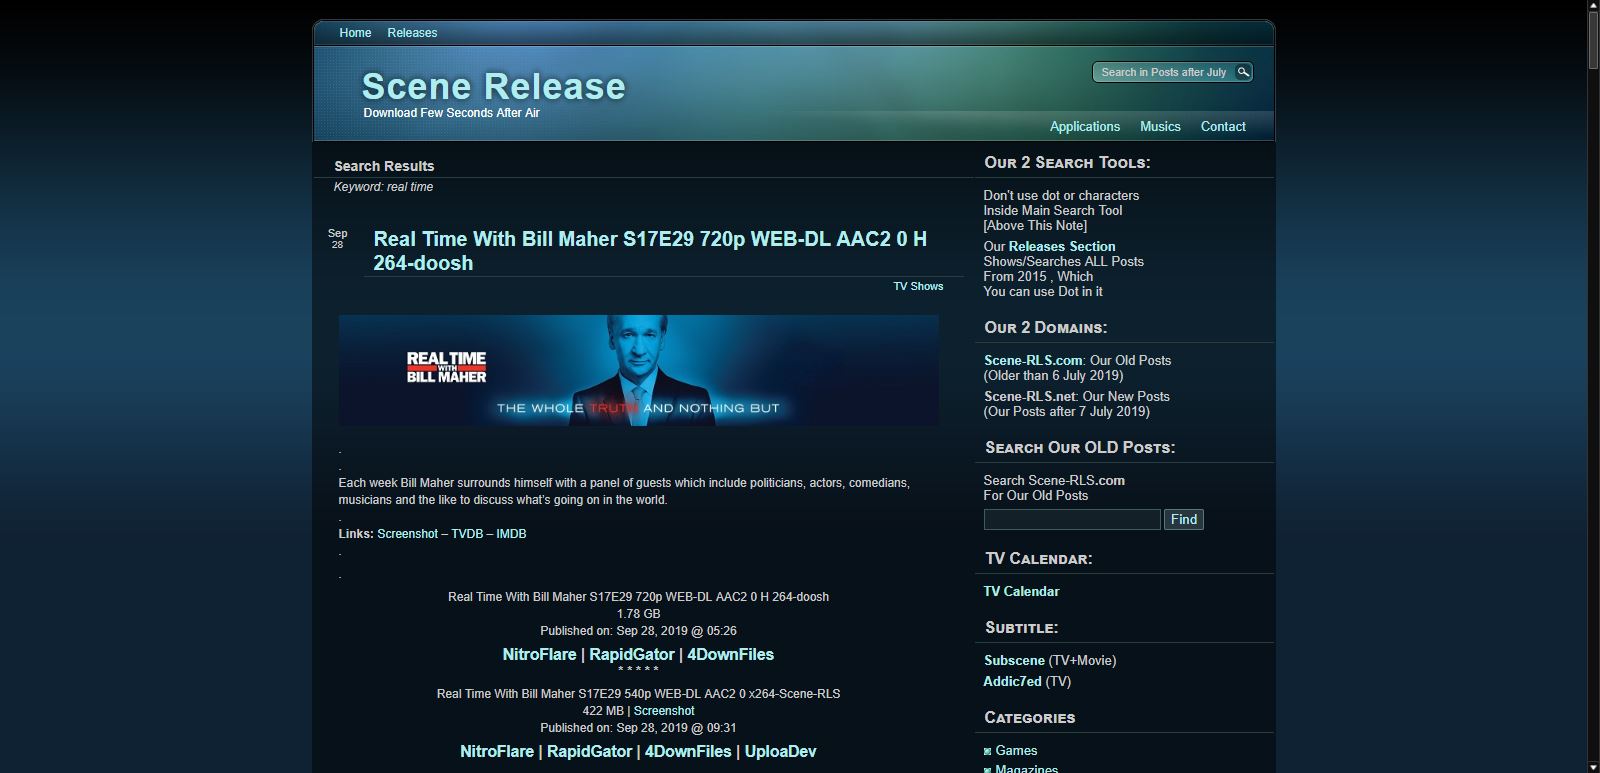 Home Releases
Scene Release
Download Few Seconds After Air
Search in Posts after July
Applications Musics Contact
Search Results
Keyword: real time
Sep
28
Real Time With Bill Maher S17E29 720p WEB-DL AAC2 0 H
264-doosh
TV Shows
REAL TIME
WITH
BILL MAHER
THE WHOLE TRUTH AND NOTHING BUT
.
.
Each week Bill Maher surrounds himself with a panel of guests which include politicians, actors, comedians,
musicians and the like to discuss what's going on in the world.
.
Links: Screenshot – TVDB – IMDB
.
.
Real Time With Bill Maher S17E29 720p WEB-DL AAC2 0 H 264-doosh
1.78 GB
Published on: Sep 28, 2019 @ 05:26
NitroFlare | RapidGator | 4DownFiles
* * * * *
Real Time With Bill Maher S17E29 540p WEB-DL AAC2 0 x264-Scene-RLS
422 MB | Screenshot
Published on: Sep 28, 2019 @ 09:31
NitroFlare | RapidGator | 4DownFiles | UploaDev
Our 2 Search Tools:
Don't use dot or characters
Inside Main Search Tool
[Above This Note]
Our Releases Section
Shows/Searches ALL Posts
From 2015 , Which
You can use Dot in it
Our 2 Domains:
Scene-RLS.com: Our Old Posts
(Older than 6 July 2019)
Scene-RLS.net: Our New Posts
(Our Posts after 7 July 2019)
Search Our OLD Posts:
Search Scene-RLS.com
For Our Old Posts
Find
TV Calendar:
TV Calendar
Subtitle:
Subscene (TV+Movie)
Addic7ed (TV)
Categories
Games
Magazines